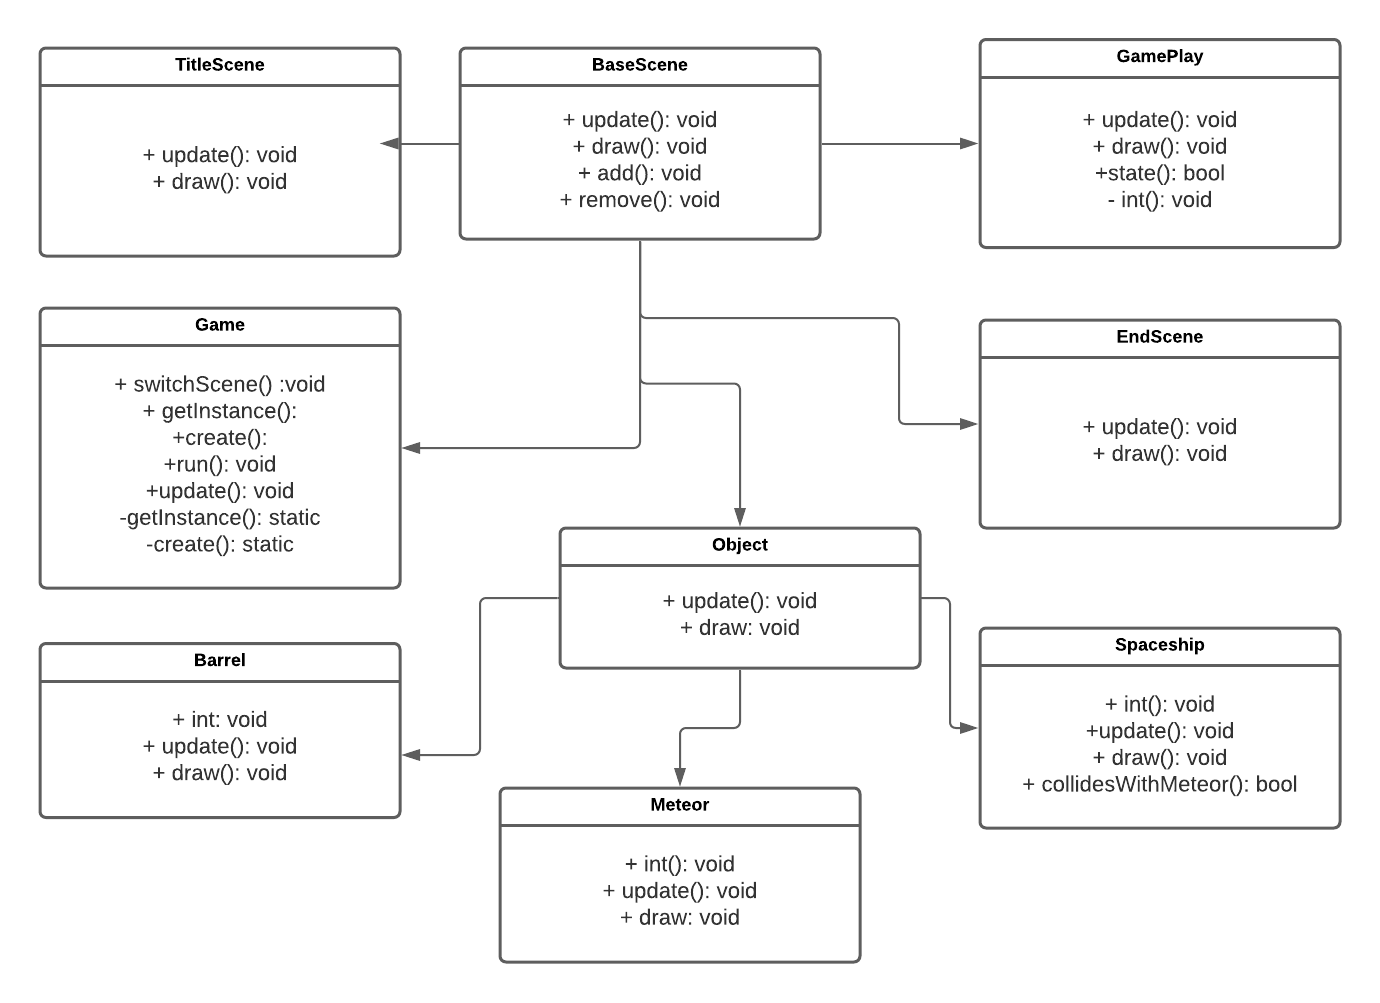 TitleScene
+ update(): void
+ draw(): void
BaseScene
+ update(): void
+ draw(): void
+ add(): void
+ remove(): void
GamePlay
+ update(): void
+ draw(): void
+state(): bool
- int(): void
Game
+ switchScene() :void
+ getInstance():
+create():
+run(): void
+update(): void
-getInstance(): static
-create(): static
EndScene
+ update(): void
+ draw(): void
Object
+ update(): void
+ draw: void
Barrel
+ int: void
+ update(): void
+ draw(): void
Spaceship
+ int(): void
+update(): void
+ draw(): void
+ collidesWithMeteor(): bool
Meteor
+ int(): void
+ update(): void
+ draw: void